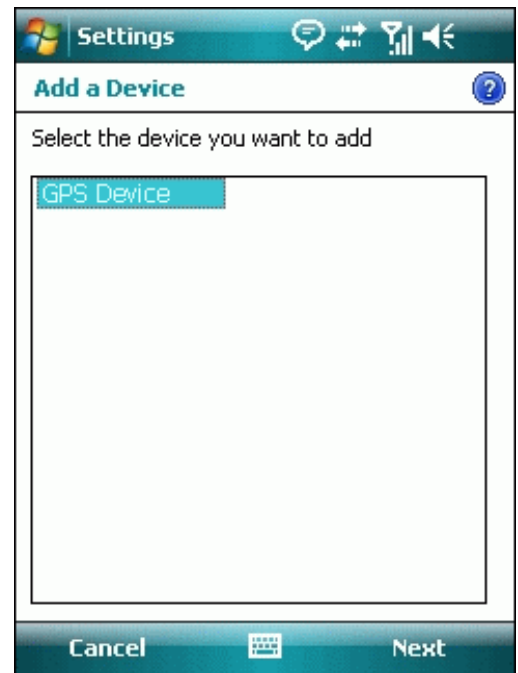 Settings
Add a Device
?
Select the device you want to add
GPS Device
Cancel Next